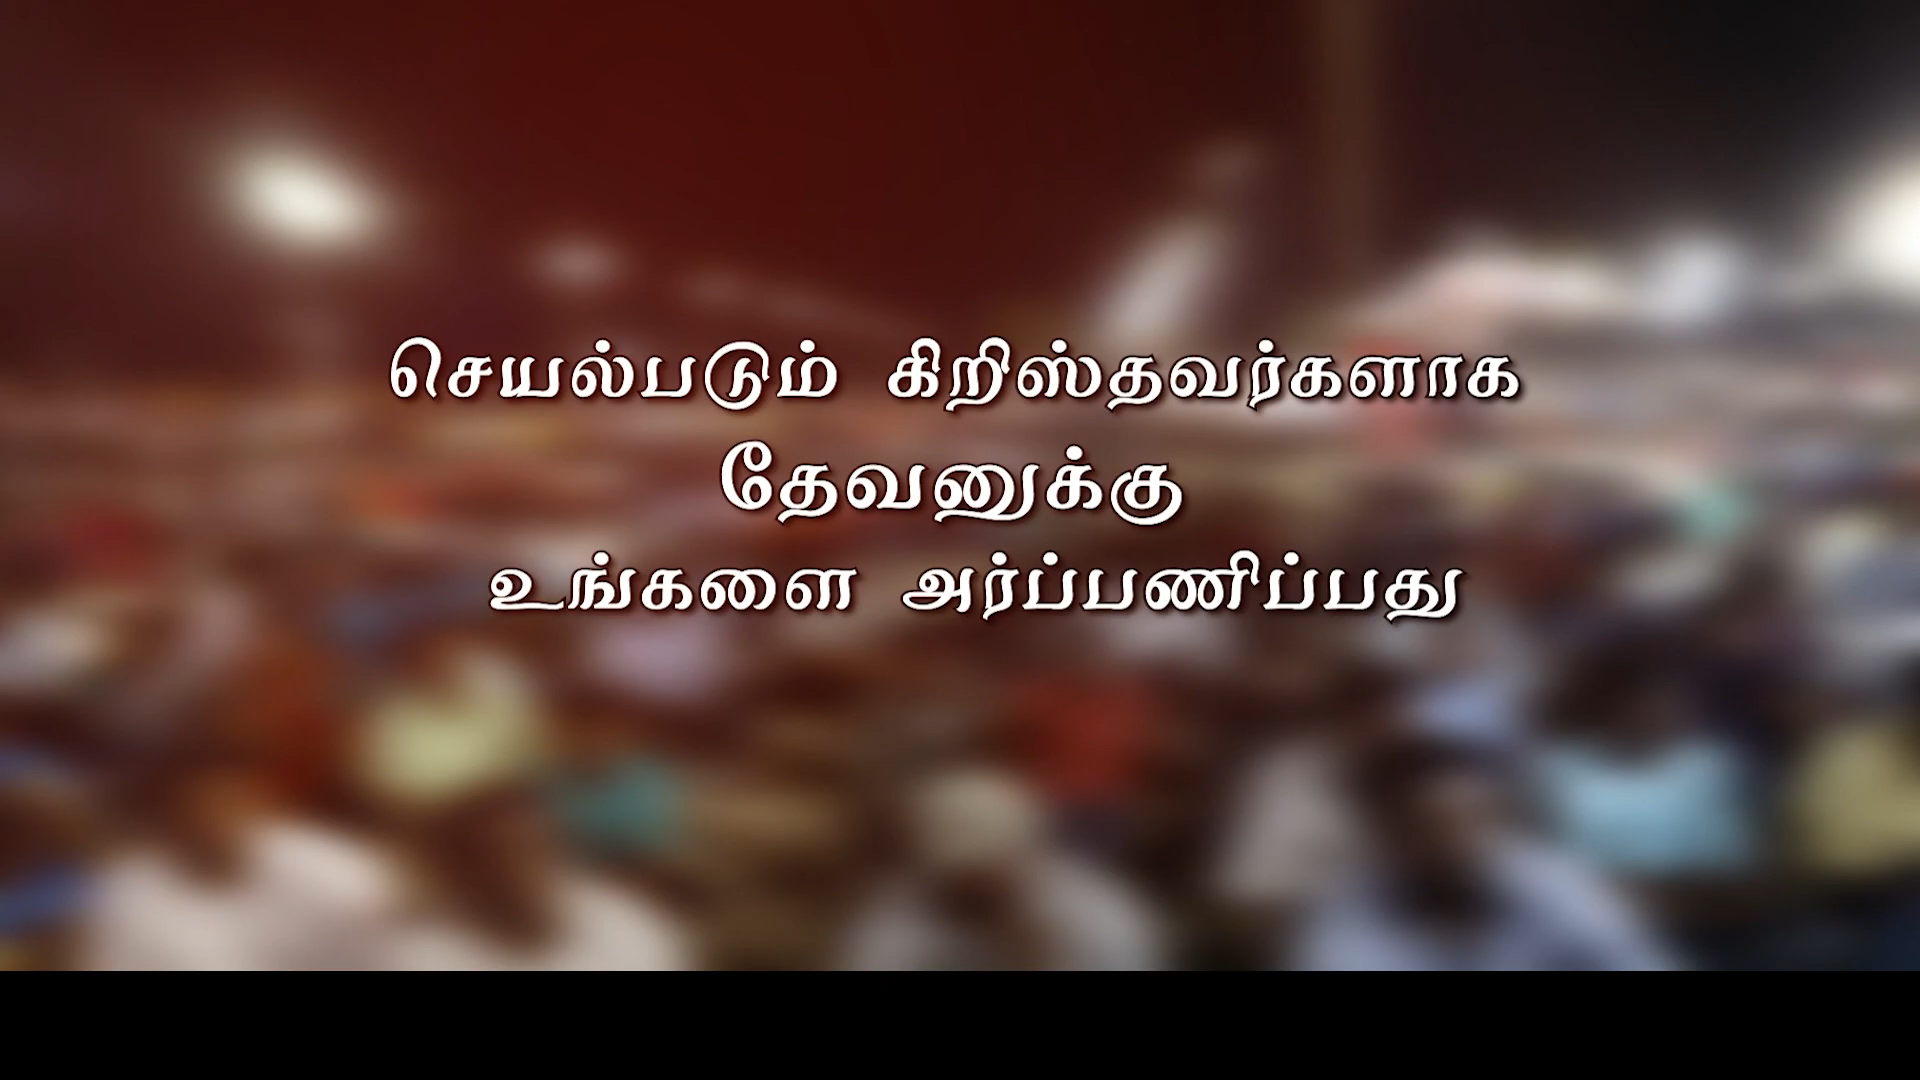 செயல்படும் கிறிஸ்தவர்களாக
தேவனுக்கு
உங்களை அர்ப்பணிப்பது